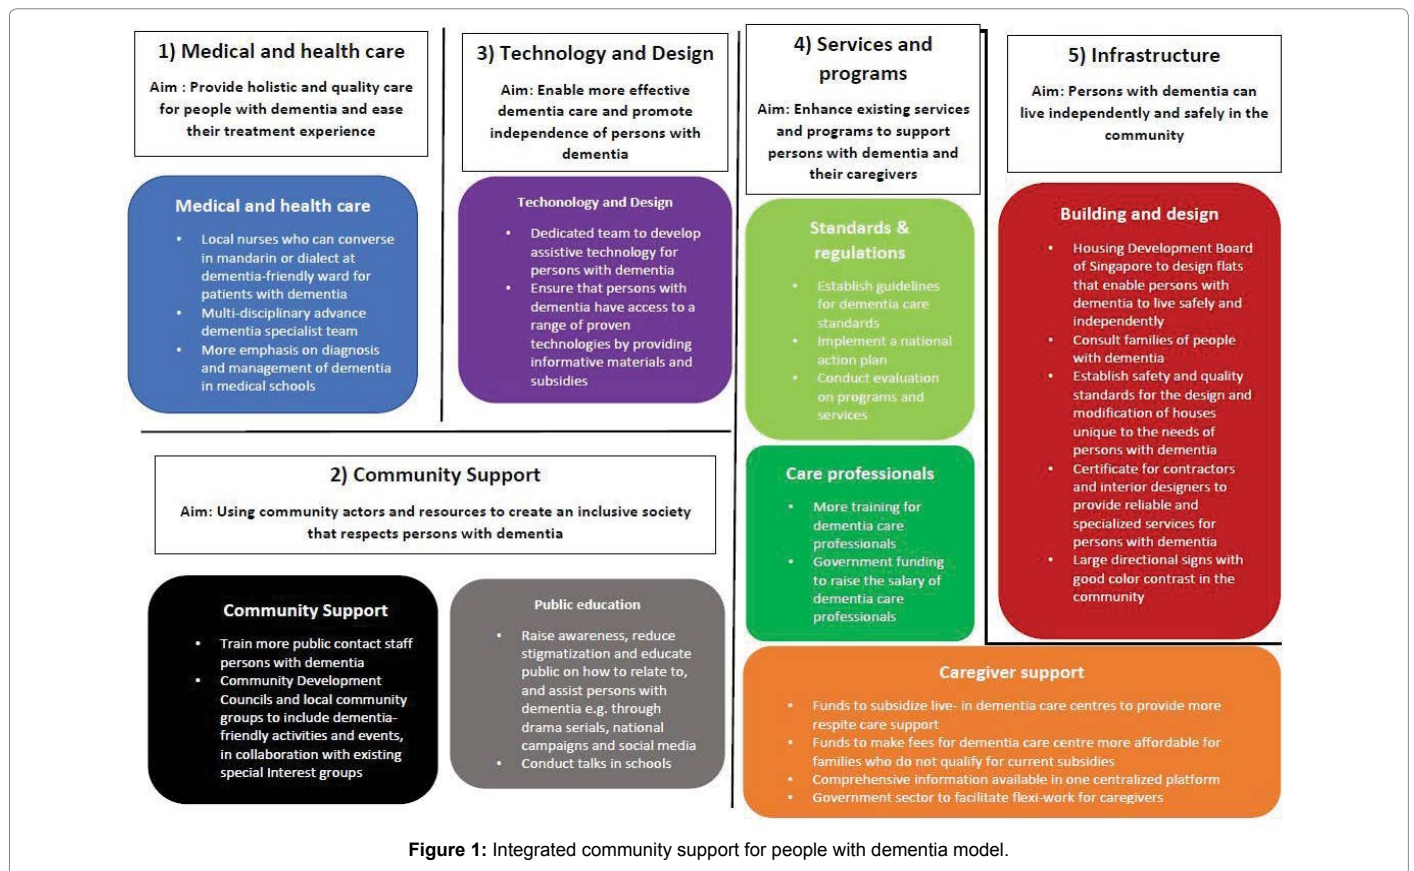 1) Medical and health care
Aim : Provide holistic and quality care
for people with dementia and ease
their treatment experience
Medical and health care
• Local nurses who can converse
in mandarin or dialect at
dementia-friendly ward for
patients with dementia
• Multi-disciplinary advance
dementia specialist team
• More emphasis on diagnosis
and management of dementia
in medical schools
2) Community Support
Aim: Using community actors and resources to create an inclusive society
that respects persons with dementia
Community Support
• Train more public contact staff
persons with dementia
• Community Development
Councils and local community
groups to include dementia-
friendly activities and events,
in collaboration with existing
special Interest groups
Public education
• Raise awareness, reduce
stigmatization and educate
public on how to relate to,
and assist persons with
dementia e.g. through
drama serials, national
campaigns and social media
• Conduct talks in schools
3) Technology and Design
Aim: Enable more effective
dementia care and promote
independence of persons with
dementia
Techonology and Design
• Dedicated team to develop
assistive technology for
persons with dementia
• Ensure that persons with
dementia have access to a
range of proven
technologies by providing
informative materials and
subsidies
4) Services and
programs
Aim: Enhance existing services
and programs to support
persons with dementia and
their caregivers
Standards &
regulations
• Establish guidelines
for dementia care
standards
• Implement a national
action plan
• Conduct evaluation
on programs and
services
Care professionals
• More training for
dementia care
professionals
• Government funding
to raise the salary of
dementia care
professionals
Caregiver support
• Funds to subsidize live- in dementia care centres to provide more
respite care support
• Funds to make fees for dementia care centre more affordable for
families who do not qualify for current subsidies
• Comprehensive information available in one centralized platform
• Government sector to facilitate flexi-work for caregivers
5) Infrastructure
Aim: Persons with dementia can
live independently and safely in the
community
Building and design
• Housing Development Board
of Singapore to design flats
that enable persons with
dementia to live safely and
independently
• Consult families of people
with dementia
• Establish safety and quality
standards for the design and
modification of houses
unique to the needs of
persons with dementia
• Certificate for contractors
and interior designers to
provide reliable and
specialized services for
persons with dementia
• Large directional signs with
good color contrast in the
community
Figure 1: Integrated community support for people with dementia model.